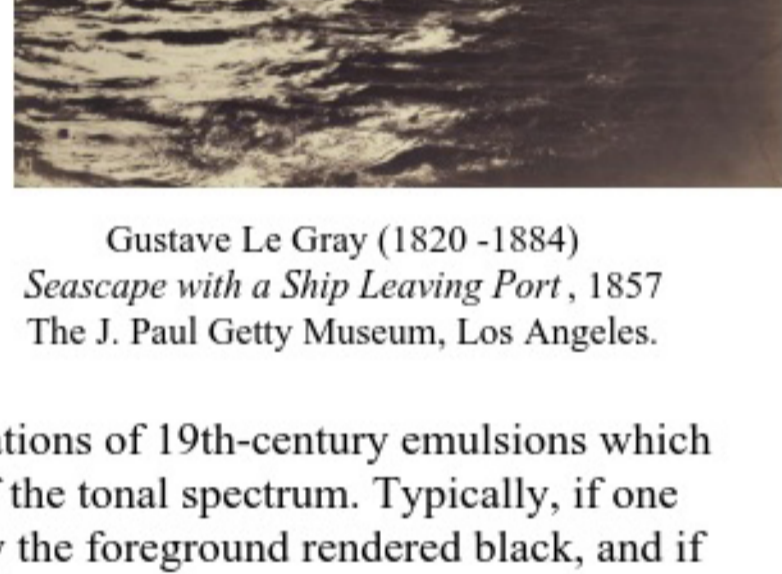 Gustave Le Gray (1820 -1884)
Seascape with a Ship Leaving Port, 1857
The J. Paul Getty Museum, Los Angeles.
of 19th-century emulsions which
the tonal spectrum. Typically, if one
the foreground rendered black, and if